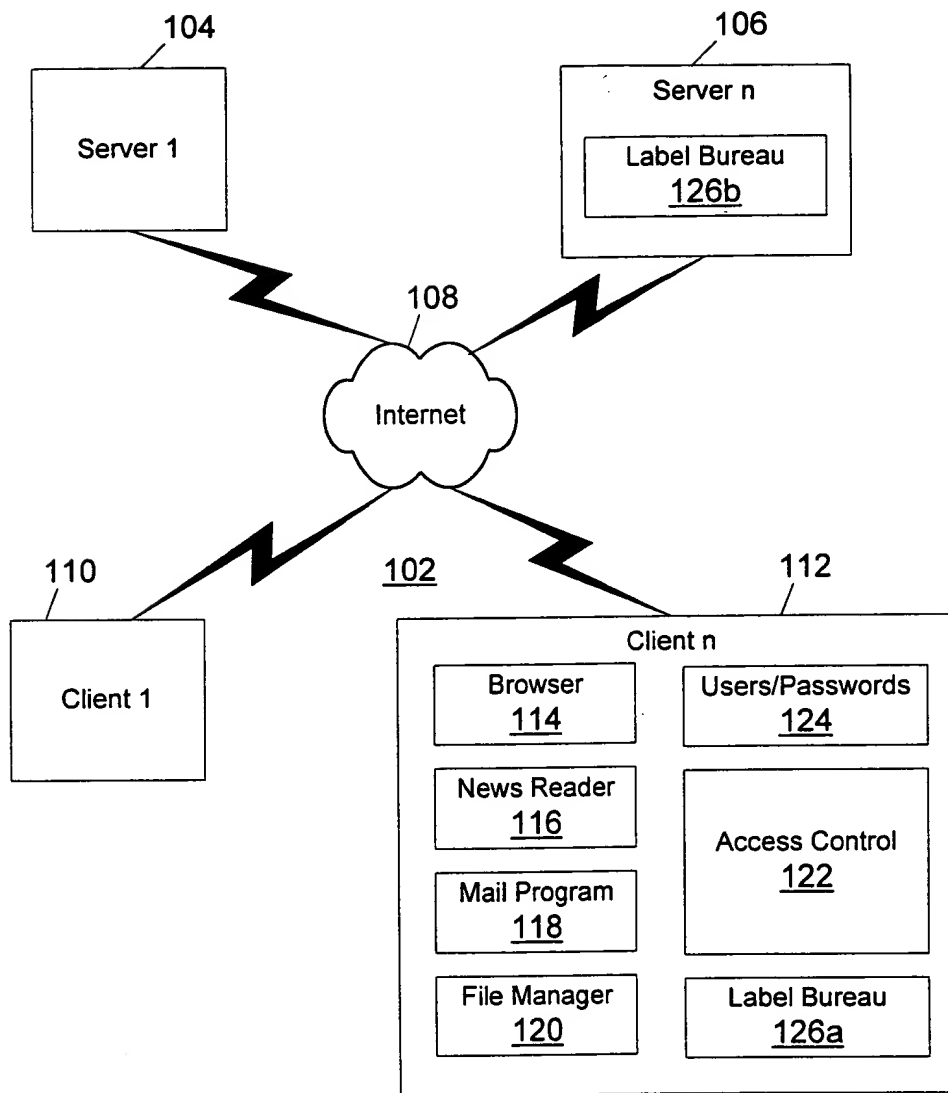 104
106
Server 1
Server n
Label Bureau
126b
108
Internet
110
102
112
Client 1
Client n
Browser
114
Users/Passwords
124
News Reader
116
Access Control
122
Mail Program
118
File Manager
120
Label Bureau
126a